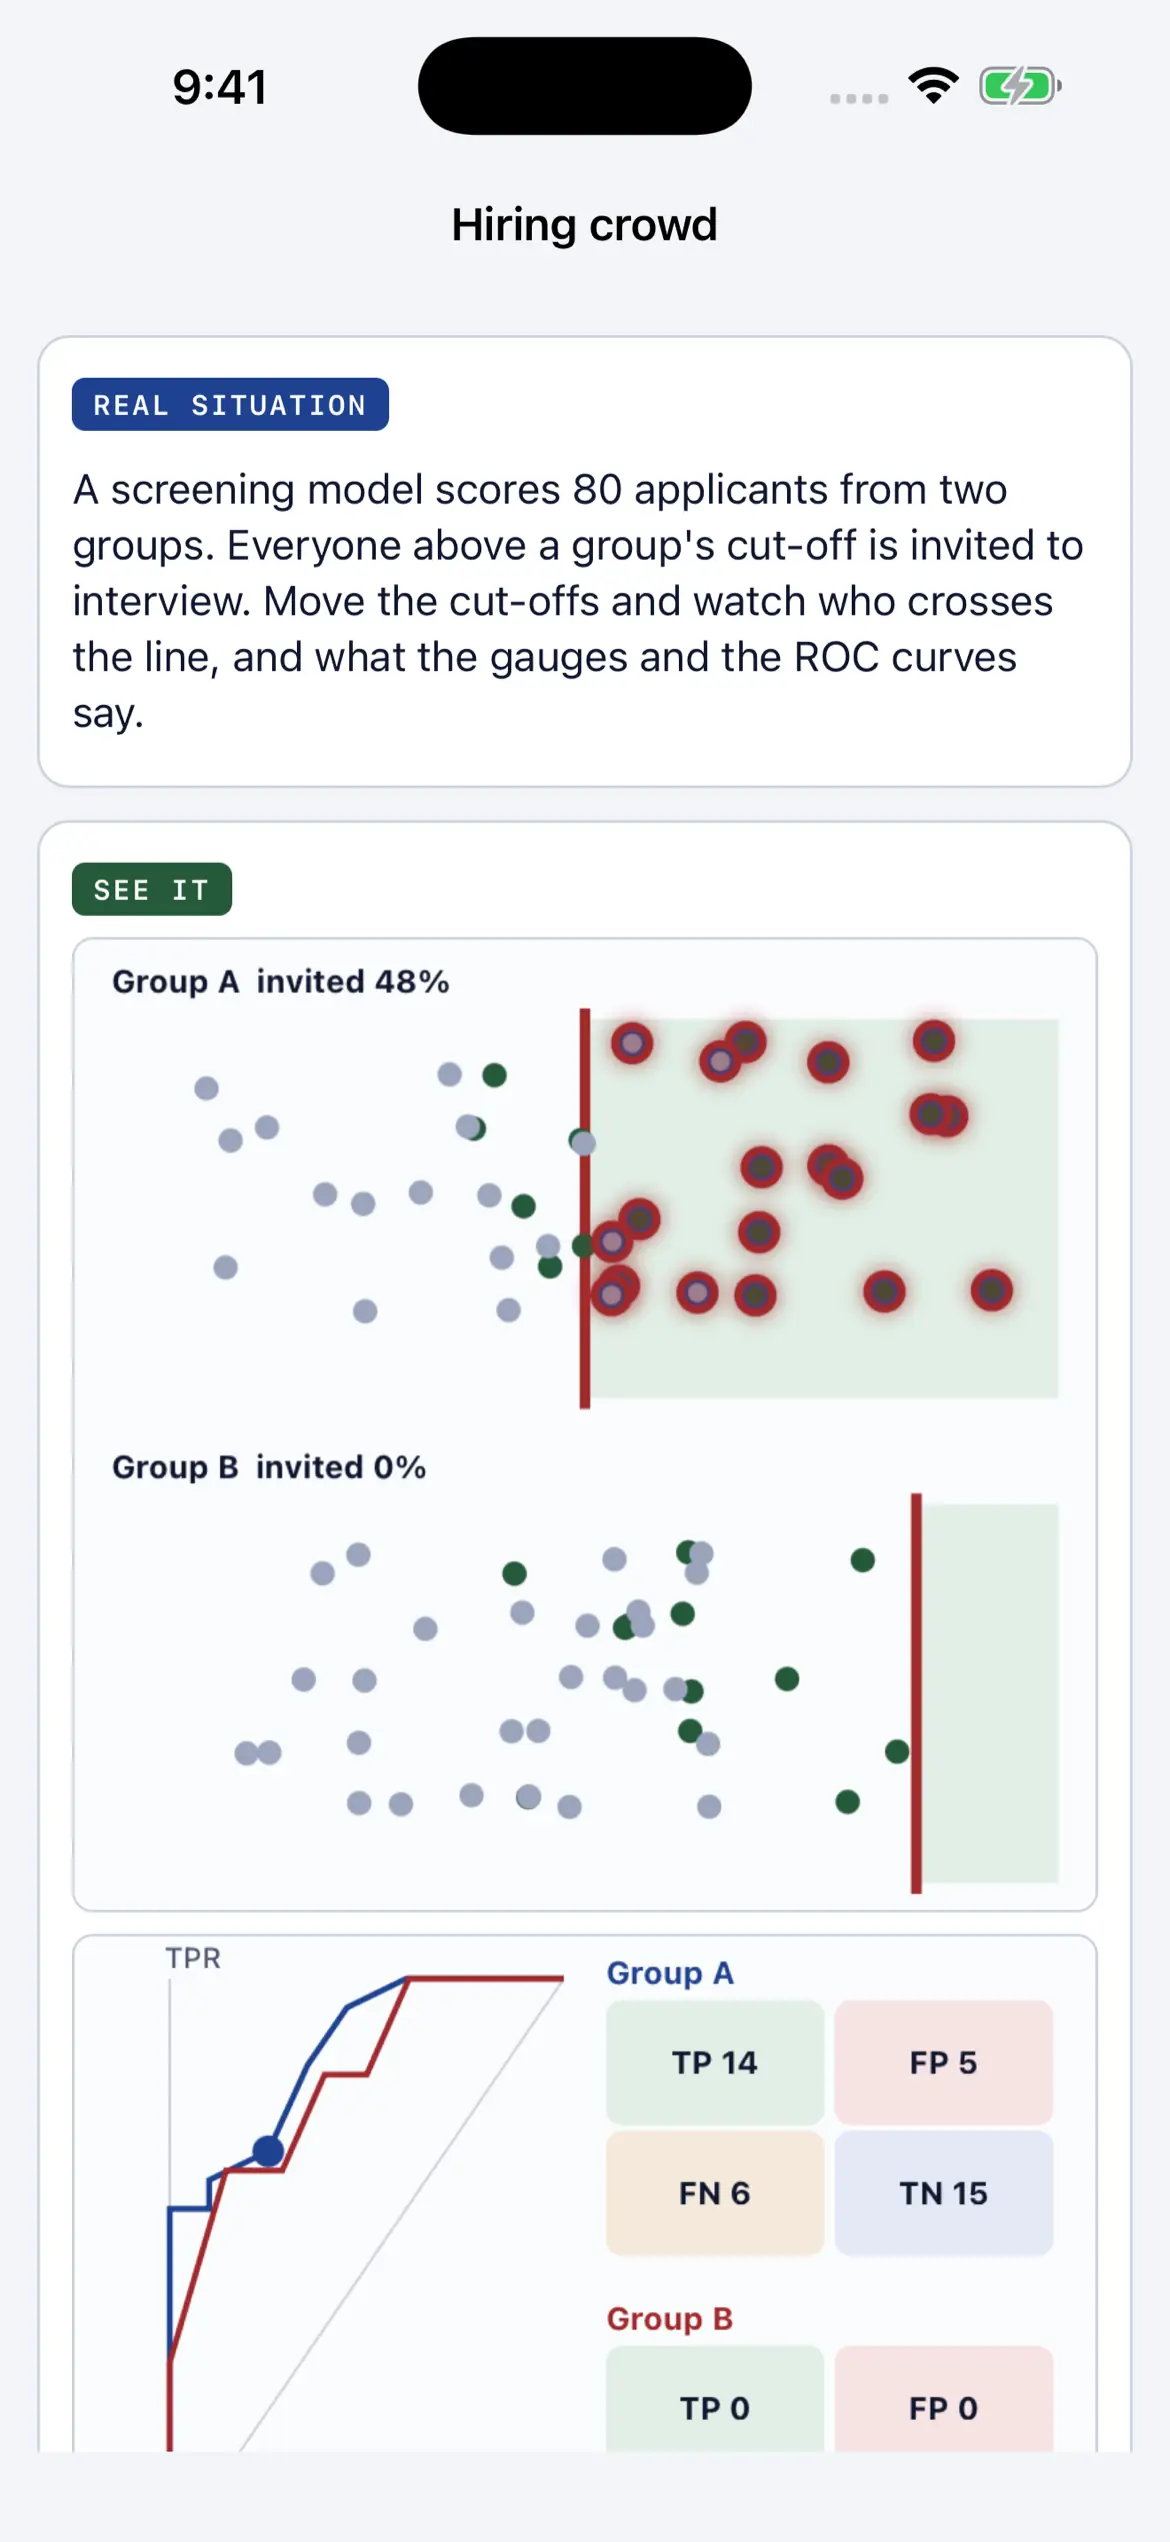 9:41
Hiring crowd
REAL SITUATION
A screening model scores 80 applicants from two
groups. Everyone above a group's cut-off is invited to
interview. Move the cut-offs and watch who crosses
the line, and what the gauges and the ROC curves
say.
SEE IT
Group A invited 48%
Group B invited 0%
TPR
Group A
TP 14
FP 5
FN 6
TN 15
Group B
TP 0
FP 0